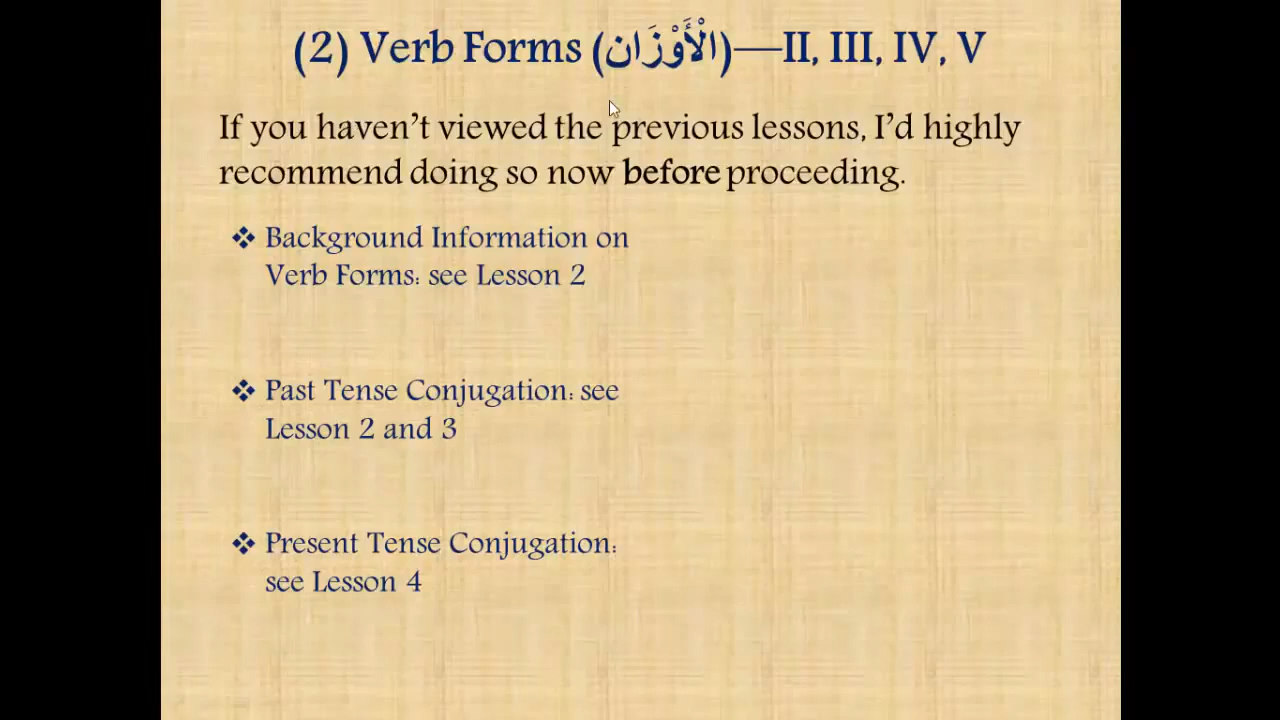 (2) Verb Forms (الْأَوْزَان)—II, III, IV, V
If you haven't viewed the previous lessons, I'd highly
recommend doing so now before proceeding.
❖ Background Information on
Verb Forms: see Lesson 2
❖ Past Tense Conjugation: see
Lesson 2 and 3
❖ Present Tense Conjugation:
see Lesson 4